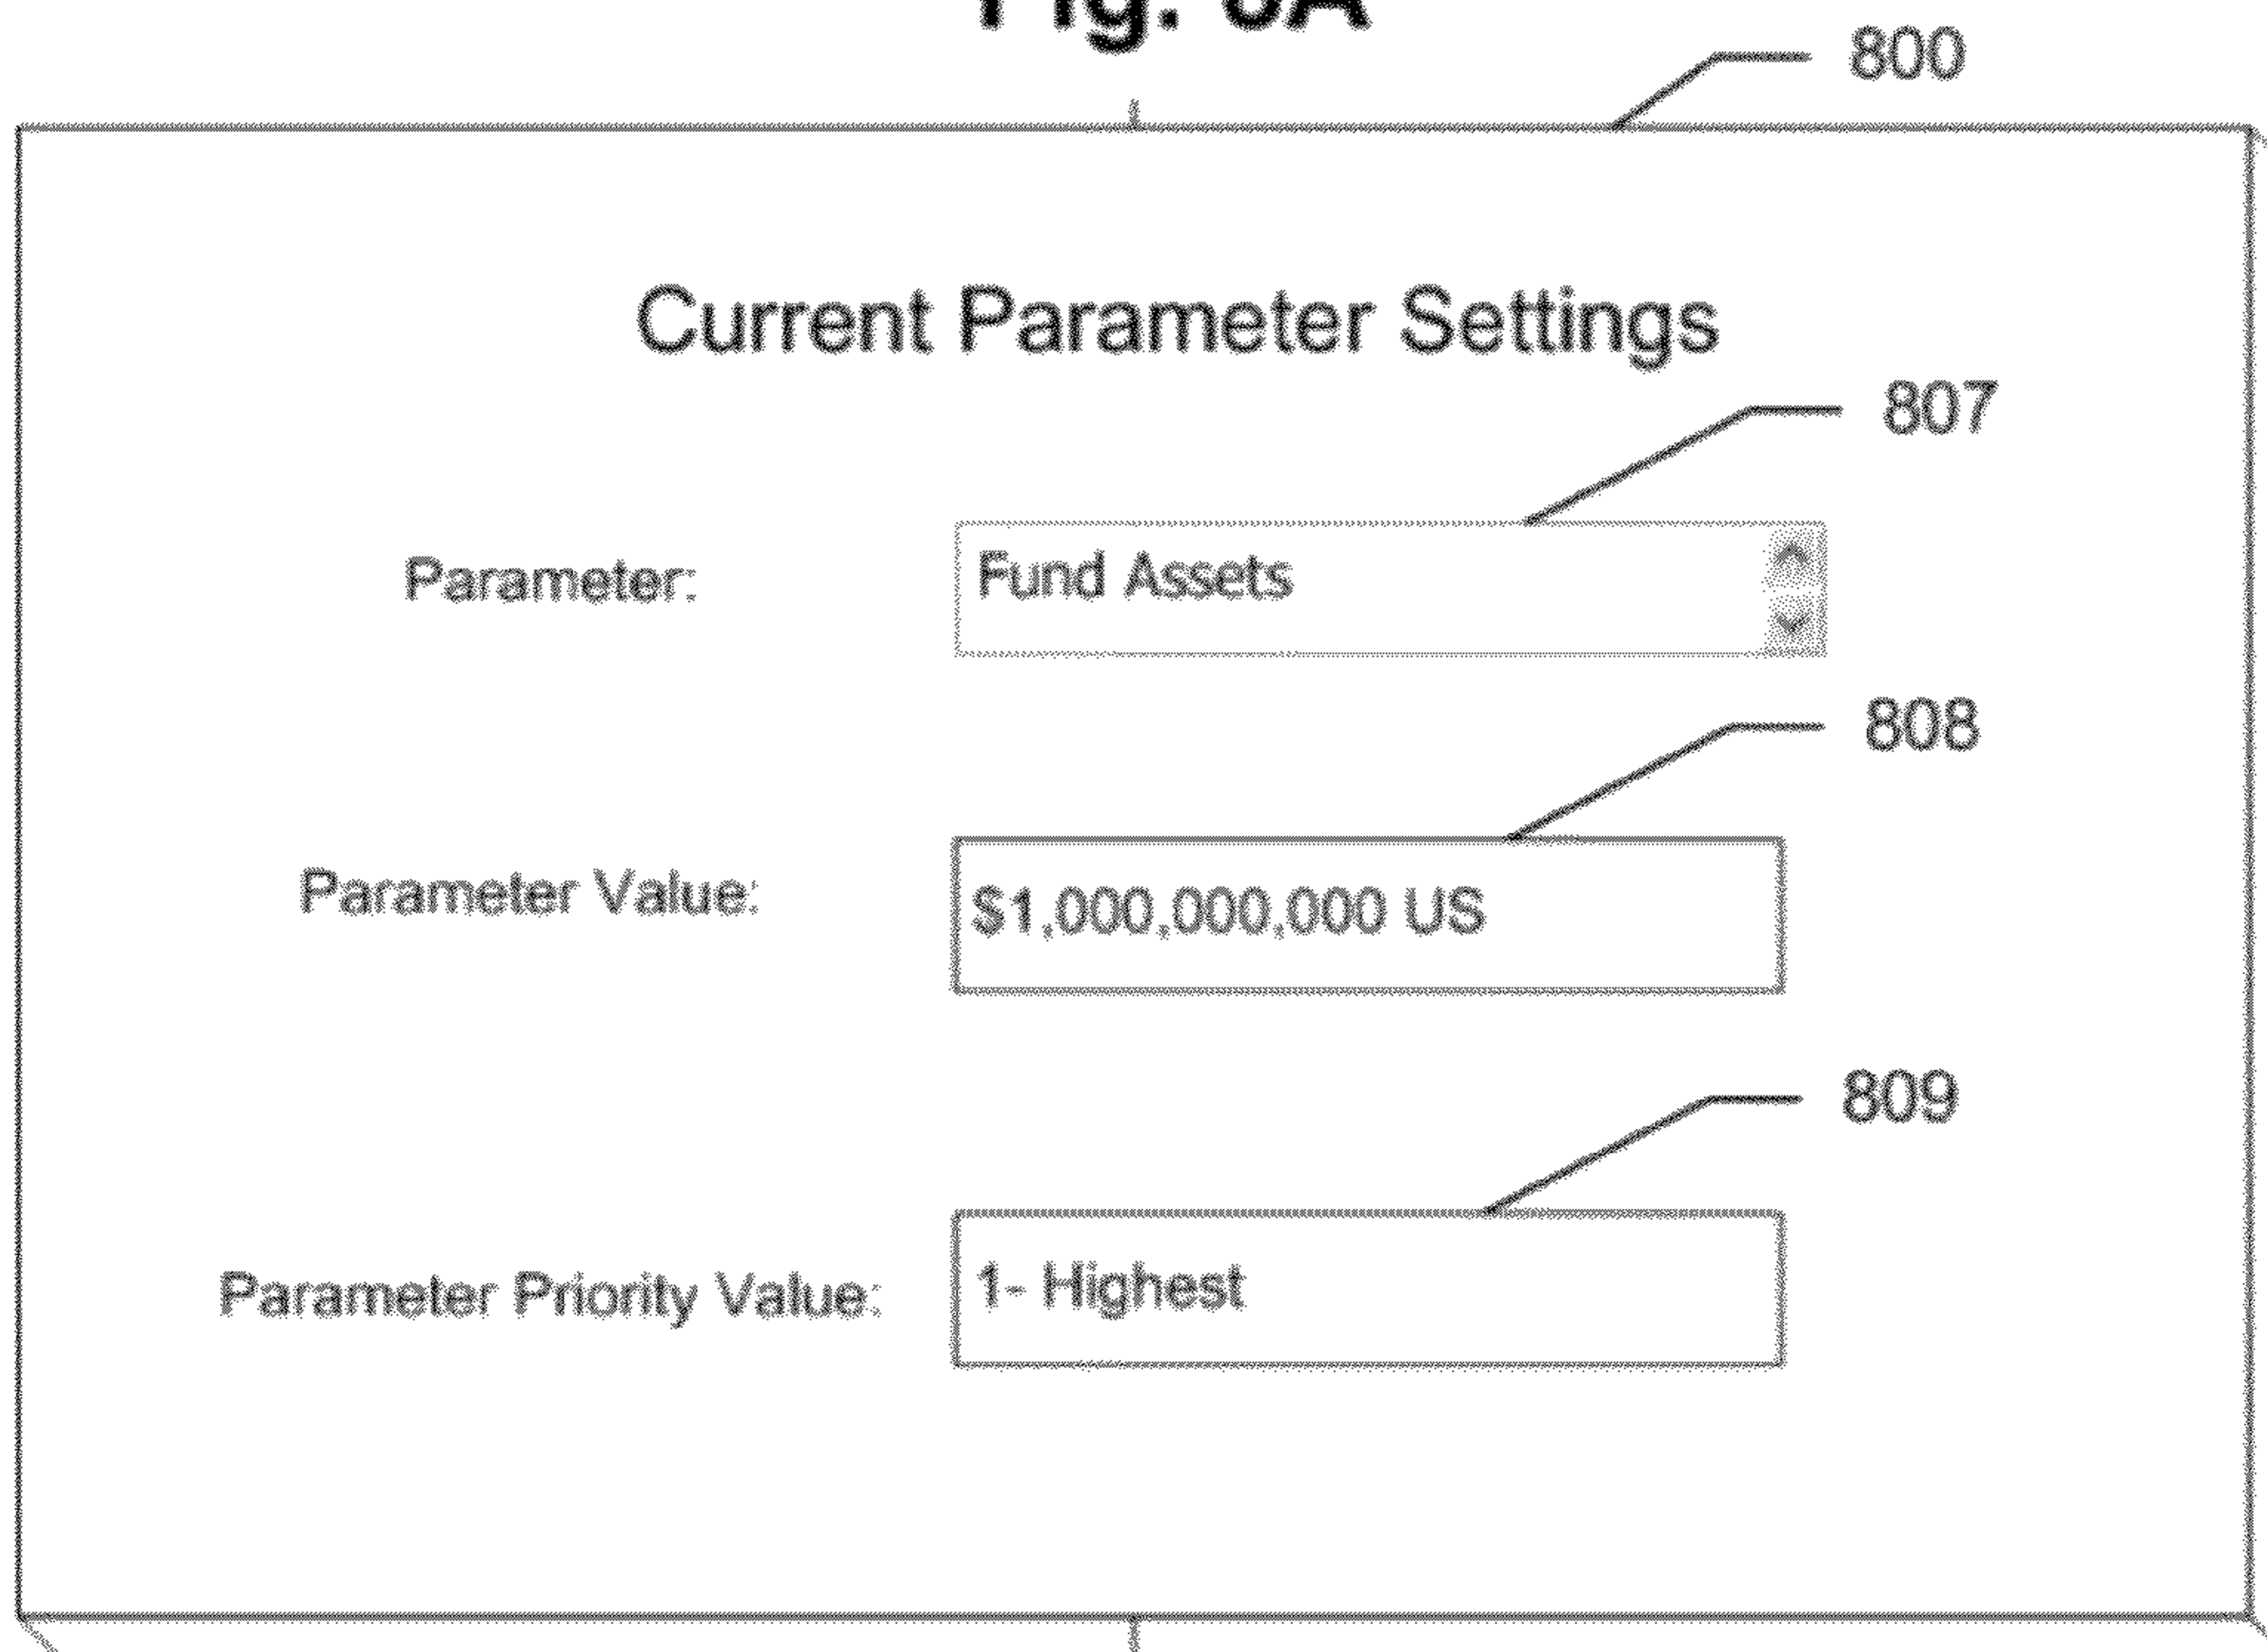 800
Current Parameter Settings
807
Parameter: Fund Assets
808
Parameter Value: $1,000,000,000 US
809
Parameter Priority Value: 1- Highest